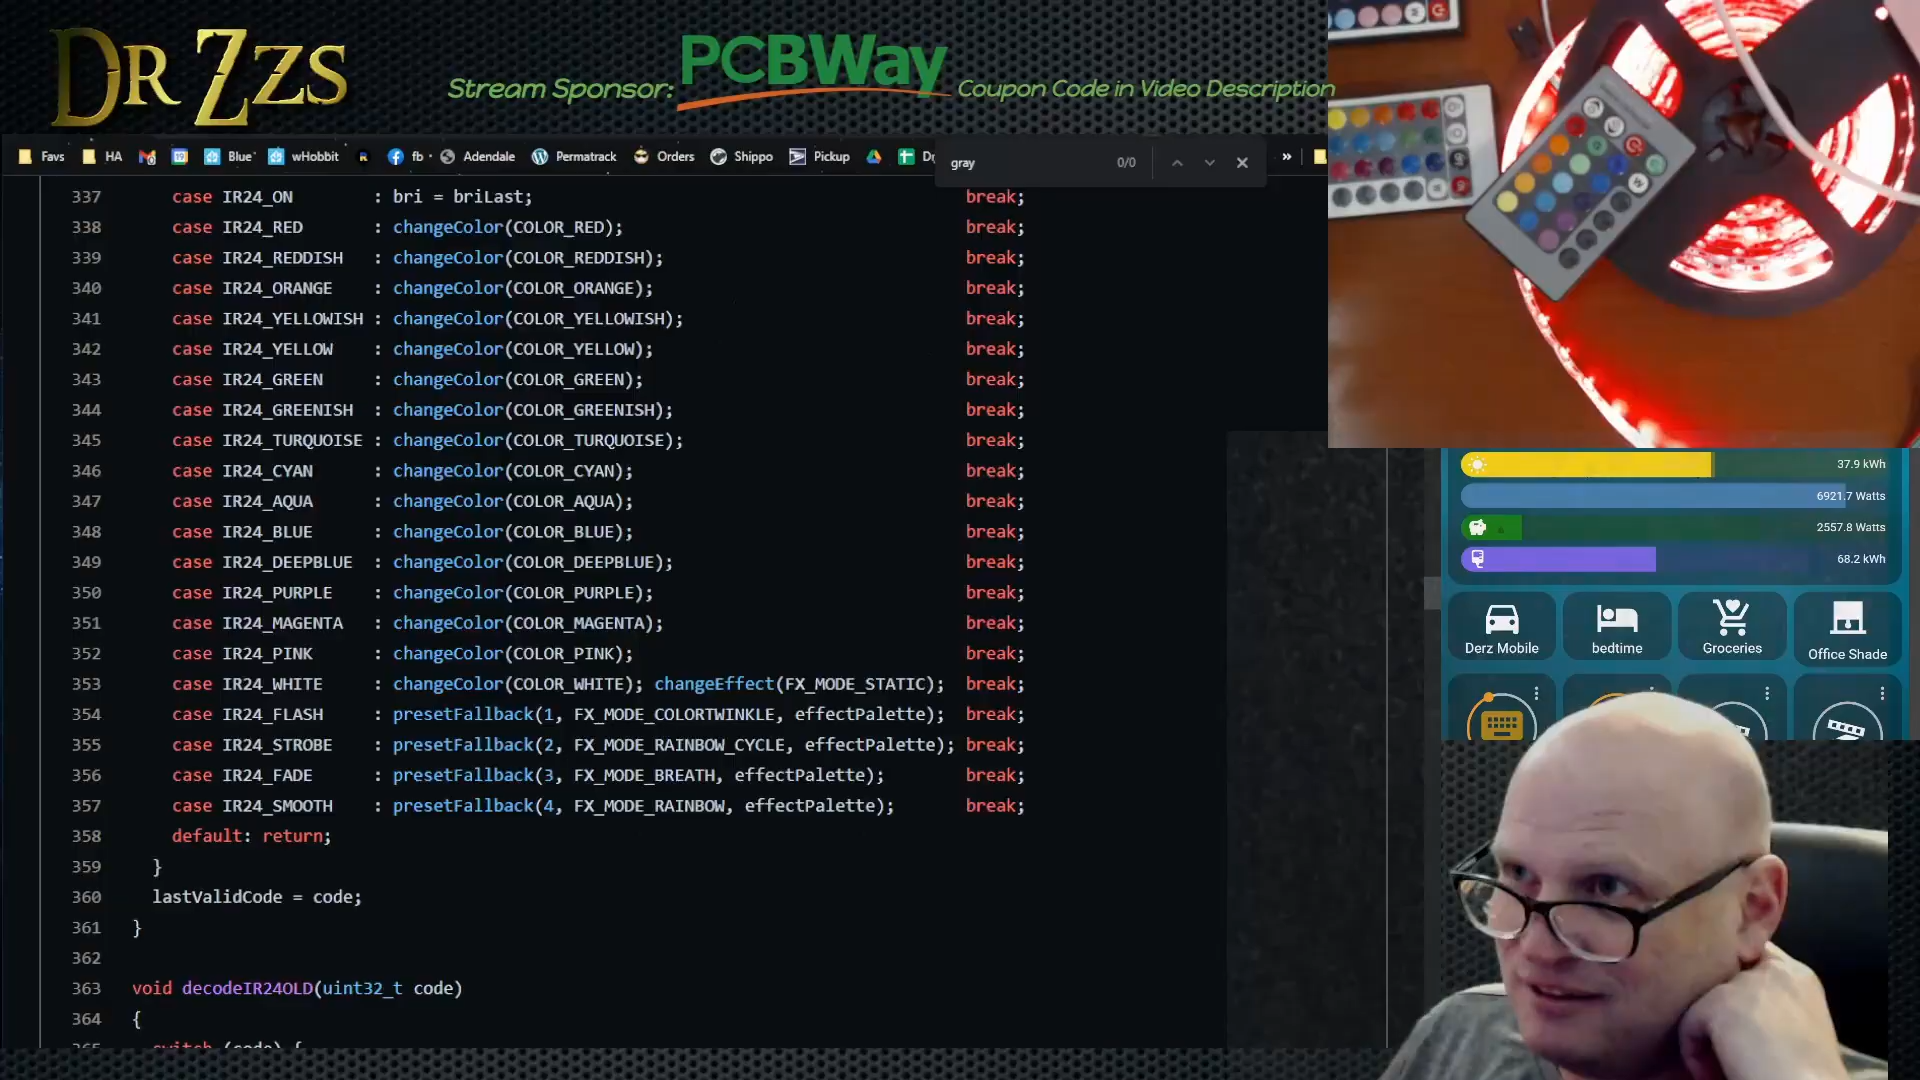 DR ZZS
Stream Sponsor: PCBWay Coupon Code in Video Description
Favs HA Blue' wHobbit fb Adendale Permatrack Orders Shippo Pickup »
gray 0/0
337 case IR24_ON : bri = briLast; break;
338 case IR24_RED : changeColor(COLOR_RED); break;
339 case IR24_REDDISH : changeColor(COLOR_REDDISH); break;
340 case IR24_ORANGE : changeColor(COLOR_ORANGE); break;
341 case IR24_YELLOWISH : changeColor(COLOR_YELLOWISH); break;
342 case IR24_YELLOW : changeColor(COLOR_YELLOW); break;
343 case IR24_GREEN : changeColor(COLOR_GREEN); break;
344 case IR24_GREENISH : changeColor(COLOR_GREENISH); break;
345 case IR24_TURQUOISE : changeColor(COLOR_TURQUOISE); break;
346 case IR24_CYAN : changeColor(COLOR_CYAN); break;
347 case IR24_AQUA : changeColor(COLOR_AQUA); break;
348 case IR24_BLUE : changeColor(COLOR_BLUE); break;
349 case IR24_DEEPBLUE : changeColor(COLOR_DEEPBLUE); break;
350 case IR24_PURPLE : changeColor(COLOR_PURPLE); break;
351 case IR24_MAGENTA : changeColor(COLOR_MAGENTA); break;
352 case IR24_PINK : changeColor(COLOR_PINK); break;
353 case IR24_WHITE : changeColor(COLOR_WHITE); changeEffect(FX_MODE_STATIC); break;
354 case IR24_FLASH : presetFallback(1, FX_MODE_COLORTWINKLE, effectPalette); break;
355 case IR24_STROBE : presetFallback(2, FX_MODE_RAINBOW_CYCLE, effectPalette); break;
356 case IR24_FADE : presetFallback(3, FX_MODE_BREATH, effectPalette); break;
357 case IR24_SMOOTH : presetFallback(4, FX_MODE_RAINBOW, effectPalette); break;
358 default: return;
359 }
360 lastValidCode = code;
361 }
362
363 void decodeIR24OLD(uint32_t code)
364 {
365 switch (code) {
37.9 kWh
6921.7 Watts
2557.8 Watts
68.2 kWh
Derz Mobile bedtime Groceries Office Shade